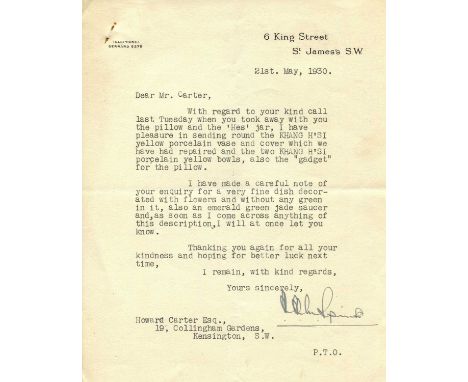 TELEPHONE:
GERRARD 5275
6 King Street
St James's S.W
21st. May, 1930.
Dear Mr. Carter,
With regard to your kind call
last Tuesday when you took away with you
the pillow and the 'Hes' jar, I have
pleasure in sending round the KHANG H'SI
yellow porcelain vase and cover which we
have had repaired and the two KHANG H'SI
porcelain yellow bowls, also the "gadget"
for the pillow.
I have made a careful note of
your enquiry for a very fine dish decor-
ated with flowers and without any green
in it, also an emerald green jade saucer
and,as soon as I come across anything of
this description,I will at once let you
know.
Thanking you again for all your
kindness and hoping for better luck next
time,
I remain, with kind regards,
Yours sincerely,
Howard Carter Esq.,
19, Collingham Gardens,
Kensington, S.W.
P.T.O.